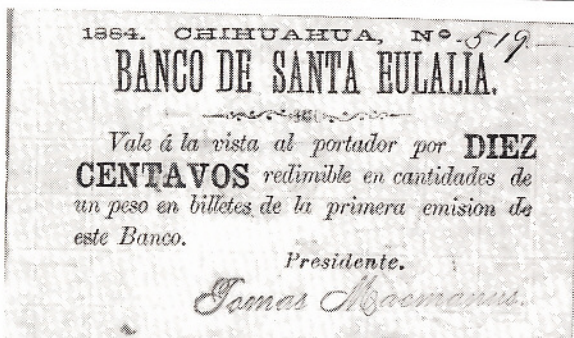 1884. CHIHUAHUA, Nº. 519.
BANCO DE SANTA EULALIA.
Vale á la vista al portador por DIEZ
CENTAVOS redimible en cantidades de
un peso en billetes de la primera emision de
este Banco.
Presidente.
Tomas Macmanus.